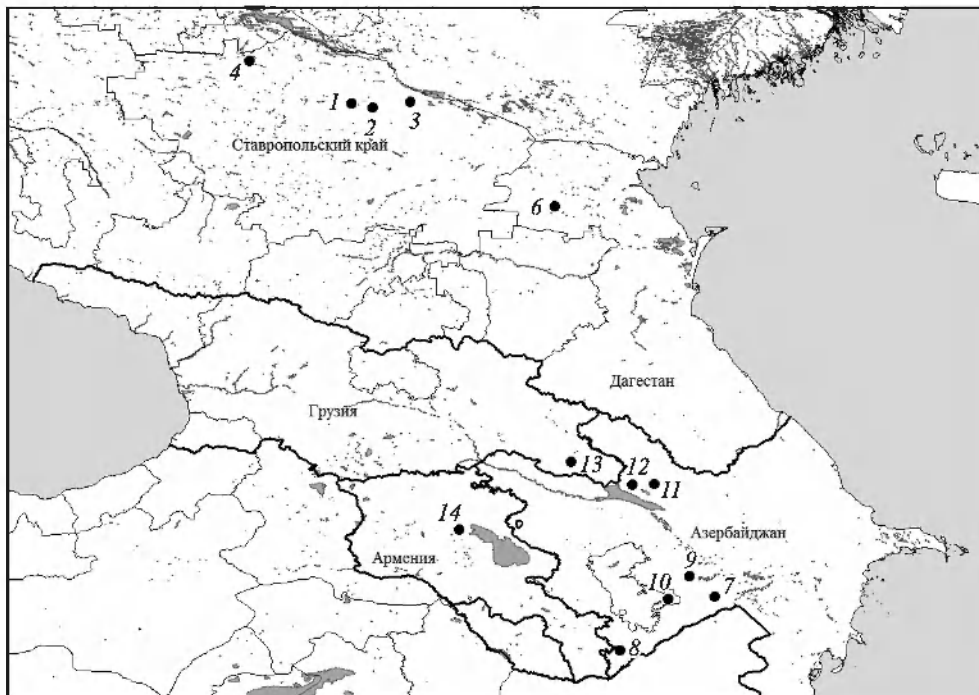 4
1
2
3
Ставропольский край
6
Дагестан
Грузия
13
12
11
14
Азербайджан
Армения
9
10
7
8